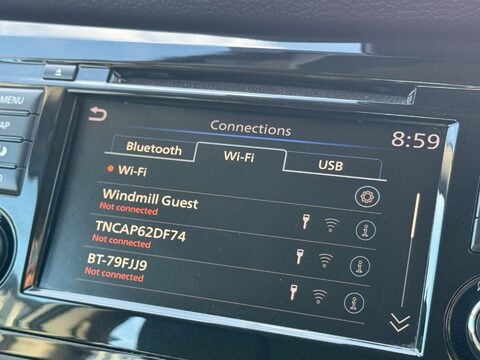 MENU
Connections
8:59
Bluetooth
Wi-Fi
USB
Wi-Fi
Windmill Guest
Not connected
TNCAP62DF74
Not connected
BT-79FJJ9
Not connected